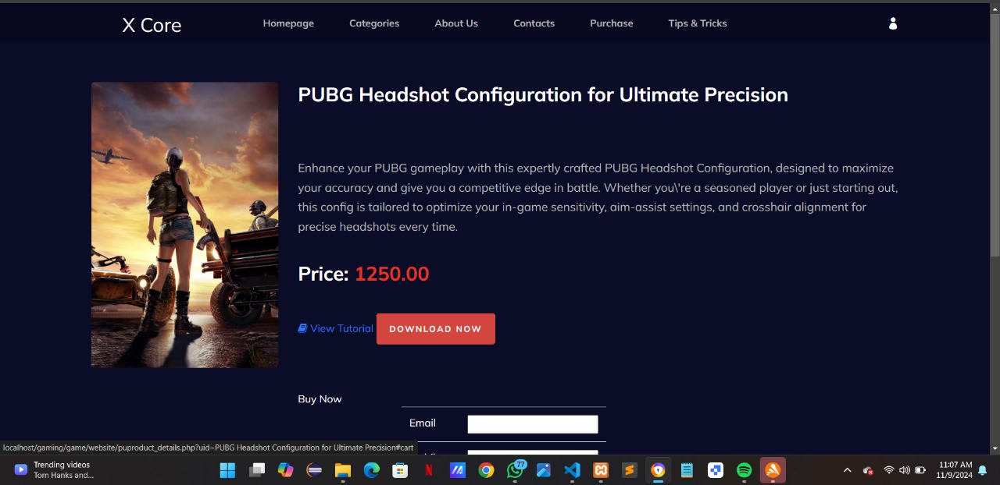 X Core
Homepage
Categories
About Us
Contacts
Purchase
Tips & Tricks
PUBG Headshot Configuration for Ultimate Precision
Enhance your PUBG gameplay with this expertly crafted PUBG Headshot Configuration, designed to maximize
your accuracy and give you a competitive edge in battle. Whether you\'re a seasoned player or just starting out,
this config is tailored to optimize your in-game sensitivity, aim-assist settings, and crosshair alignment for
precise headshots every time.
Price: 1250.00
View Tutorial
DOWNLOAD NOW
Buy Now
Email
localhost/gaming/game/website/puproduct_details.php?uid=PUBG Headshot Configuration for Ultimate Precision#cart
Trending videos
Tom Hanks and...
77
11:07 AM
11/9/2024